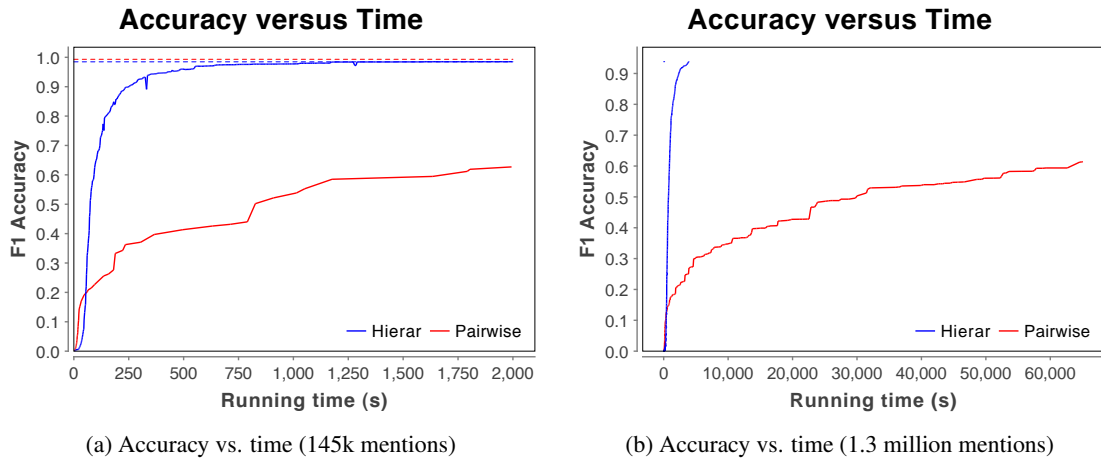 Accuracy versus Time
F1 Accuracy
1.0
0.9
0.8
0.7
0.6
0.5
0.4
0.3
0.2
0.1
0.0
Hierar Pairwise
0 250 500 750 1,000 1,250 1,500 1,750 2,000
Running time (s)
(a) Accuracy vs. time (145k mentions)
Accuracy versus Time
F1 Accuracy
0.9
0.8
0.7
0.6
0.5
0.4
0.3
0.2
0.1
0.0
Hierar Pairwise
0 10,000 20,000 30,000 40,000 50,000 60,000
Running time (s)
(b) Accuracy vs. time (1.3 million mentions)